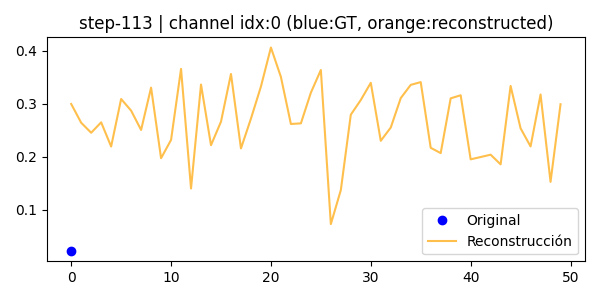 step-113 | channel idx:0 (blue:GT, orange:reconstructed)
0.4
0.3
0.2
0.1
0 10 20 30 40 50
Original
Reconstrucción